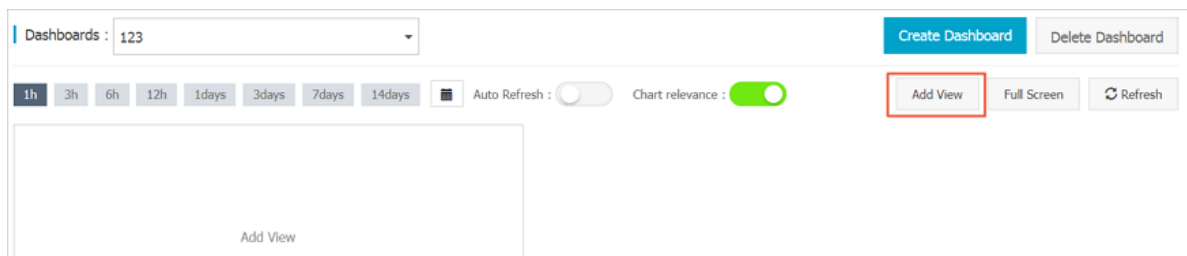 Dashboards : 123 Create Dashboard Delete Dashboard
1h 3h 6h 12h 1days 3days 7days 14days Auto Refresh : Chart relevance : Add View Full Screen Refresh
Add View